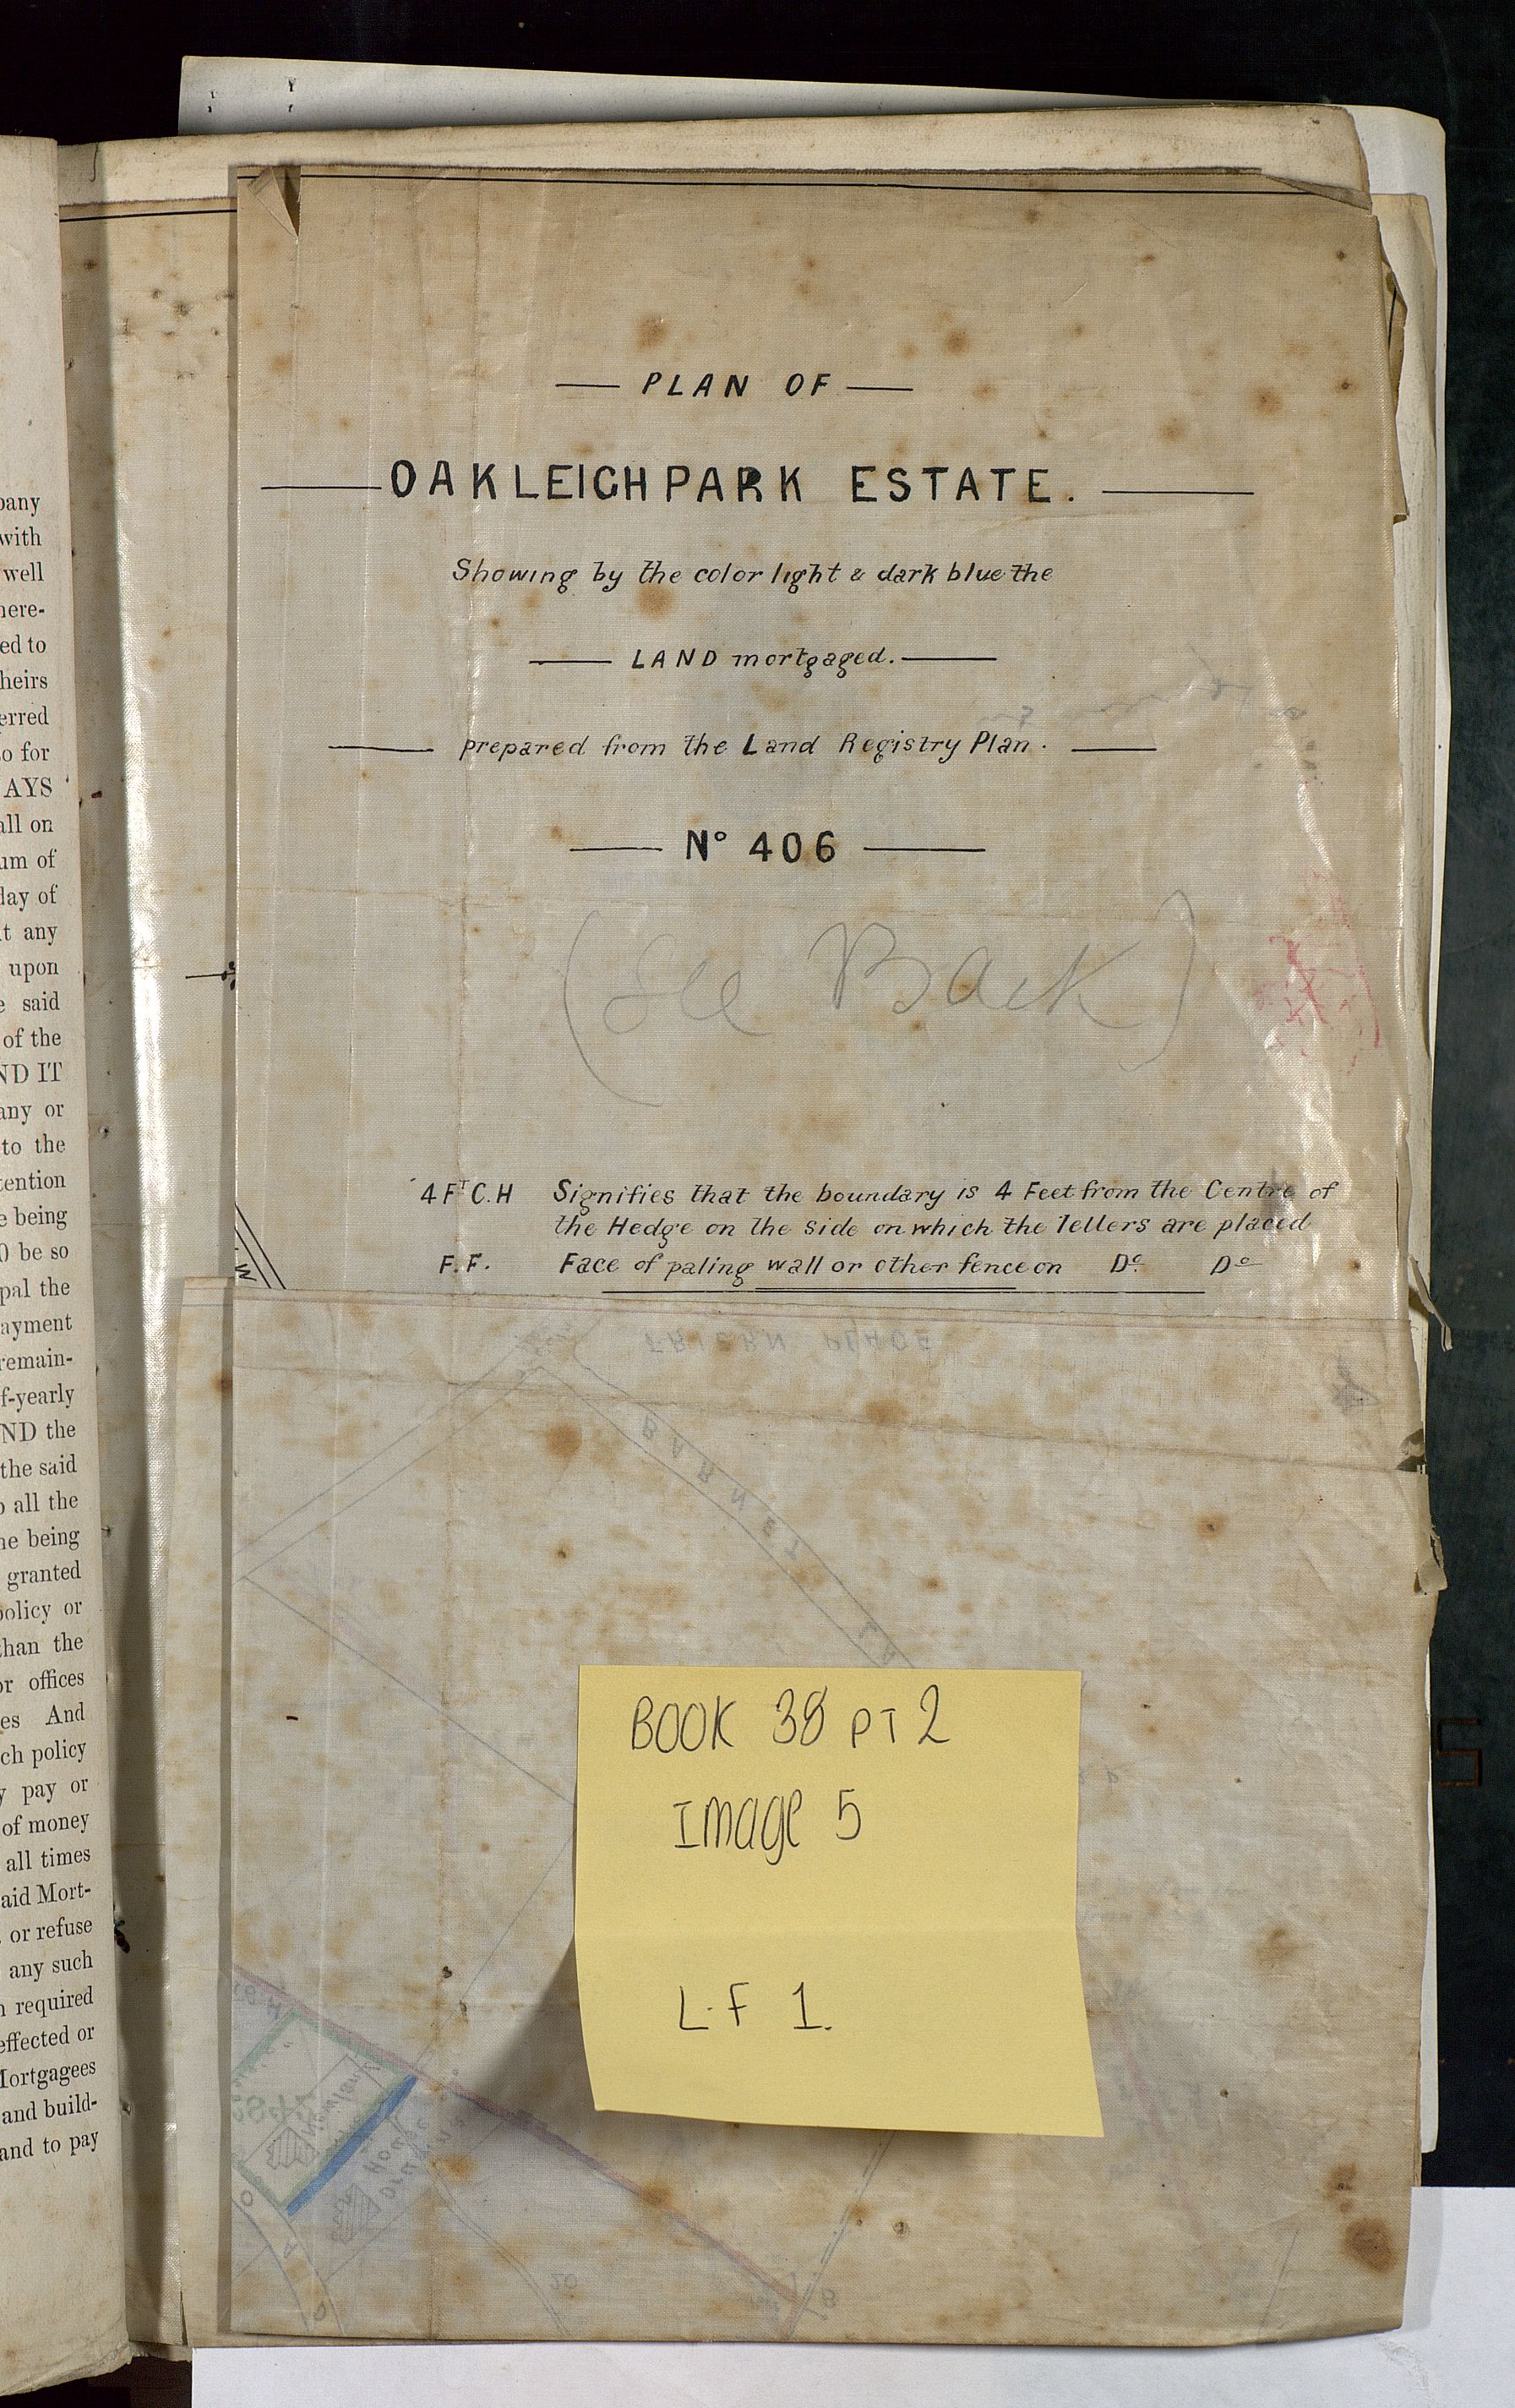 pany
with
well
here-
ed to
heirs
erred
o for
AYS
all on
um of
day of
t any
upon
e said
of the
ND IT
any or
to the
tention
e being
0 be so
pal the
ayment
remain-
f-yearly
ND the
the said
o all the
ne being
granted
policy or
than the
or offices
es And
ch policy
y pay or
of money
all times
aid Mort-
or refuse
any such
n required
effected or
Mortgagees
and build-
and to pay
PLAN OF
OAKLEIGH PARK ESTATE.
Showing by the color light & dark blue the
LAND mortgaged.
prepared from the Land Registry Plan.
Nº 406
(See Back)
4 FT C.H Signifies that the boundary is 4 Feet from the Centre of
the Hedge on the side on which the letters are placed
F.F. Face of paling wall or other fence on Do. Do
FRIERN PLACE
BARNET
BOOK 38 PT 2
Image 5
L.F 1.
20